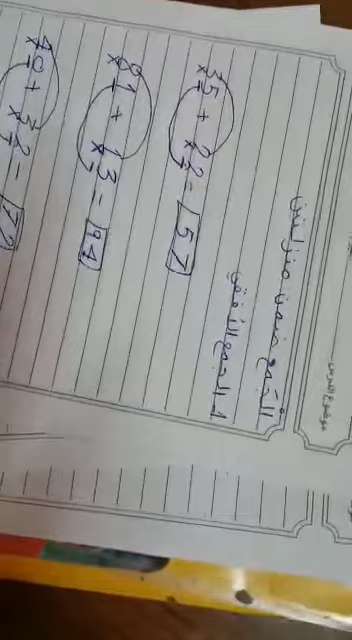 موضوع الدرس
الجمع ضمن منزلتين
1. الجمع الأفقي
35 + 22 = 57
81 + 13 = 94
40 + 32 = 72